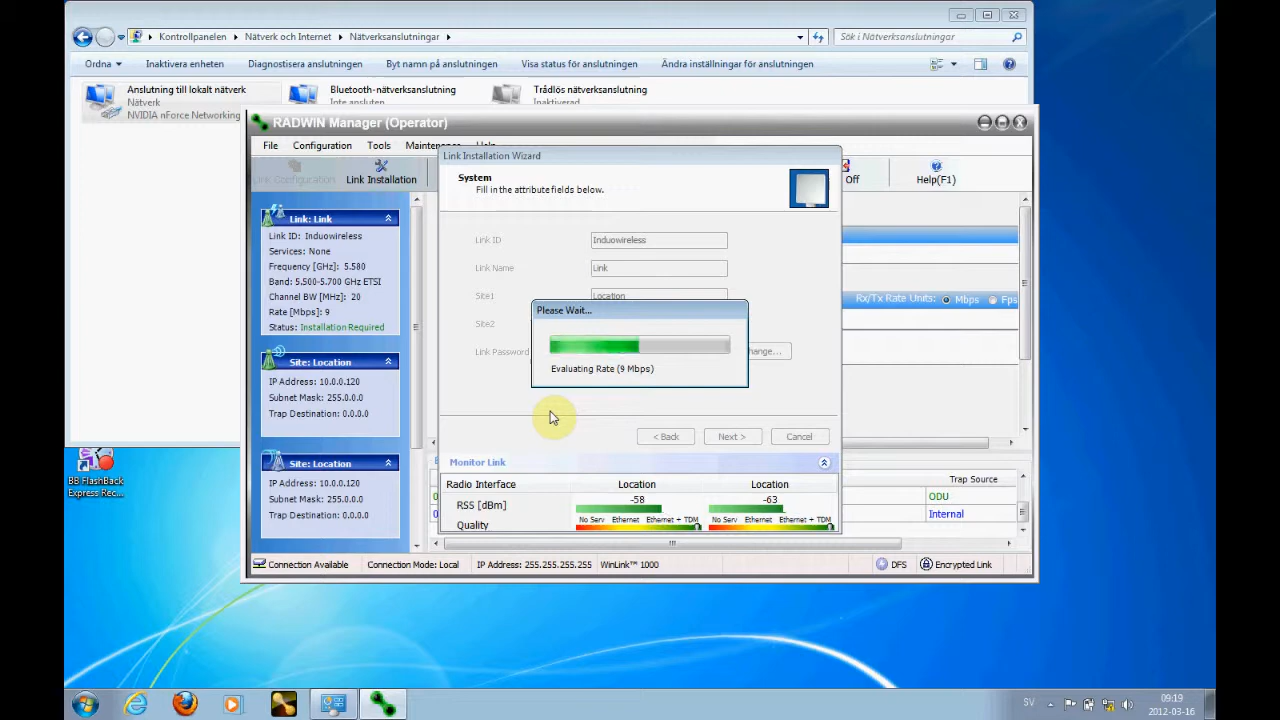 Kontrollpanelen
Nätverk och Internet
Nätverksanslutningar
Sök i Nätverksanslutningar
Ordna
Inaktivera enheten
Diagnostisera anslutningen
Byt namn på anslutningen
Visa status för anslutningen
Ändra inställningar för anslutningen
Anslutning till lokalt nätverk
Nätverk
NVIDIA nForce Networking
Bluetooth-nätverksanslutning
Inte ansluten
Trådlös nätverksanslutning
Inaktiverad
RADWIN Manager (Operator)
File Configuration Tools Maintenance Help
Link Configuration
Link Installation
Off
Help(F1)
Link: Link
Link ID: Induowireless
Services: None
Frequency [GHz]: 5.580
Band: 5.500-5.700 GHz ETSI
Channel BW [MHz]: 20
Rate [Mbps]: 9
Status: Installation Required
Site: Location
IP Address: 10.0.0.120
Subnet Mask: 255.0.0.0
Trap Destination: 0.0.0.0
Site: Location
IP Address: 10.0.0.120
Subnet Mask: 255.0.0.0
Trap Destination: 0.0.0.0
Link Installation Wizard
System
Fill in the attribute fields below.
Link ID Induowireless
Link Name Link
Site1 Location
Site2
Link Password hange...
Please Wait...
Evaluating Rate (9 Mbps)
< Back Next > Cancel
Monitor Link
Radio Interface Location Location
RSS [dBm] -58 -63
No Serv Ethernet Ethernet + TDM No Serv Ethernet Ethernet + TDM
Quality
Rx/Tx Rate Units: Mbps Fps
Trap Source
ODU
Internal
Connection Available
Connection Mode: Local
IP Address: 255.255.255.255
WinLink™ 1000
DFS
Encrypted Link
BB FlashBack
Express Rec...
SV
09:19
2012-03-16